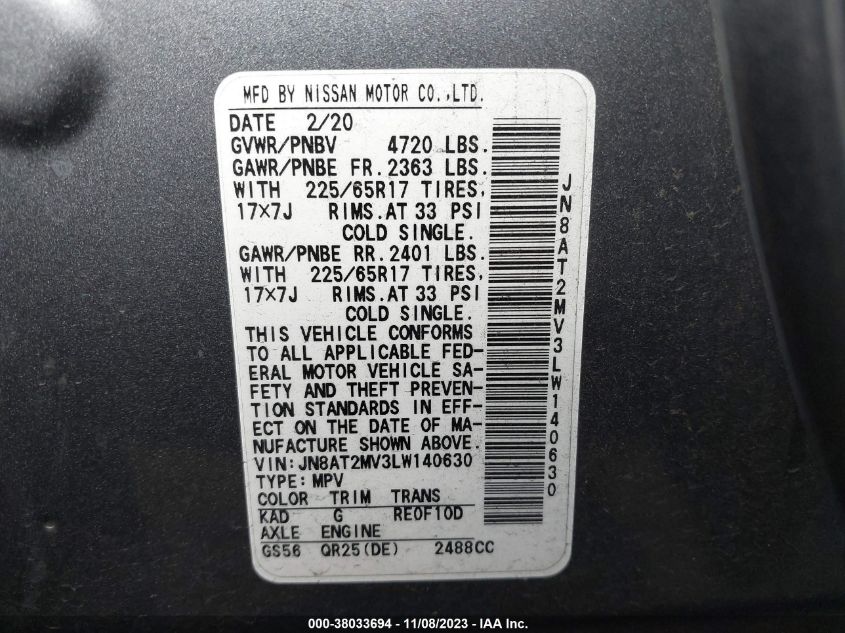 MFD BY NISSAN MOTOR CO.,LTD.
DATE 2/20
GVWR/PNBV 4720 LBS.
GAWR/PNBE FR.2363 LBS.
WITH 225/65R17 TIRES,
17×7J RIMS.AT 33 PSI
COLD SINGLE.
GAWR/PNBE RR.2401 LBS.
WITH 225/65R17 TIRES,
17×7J RIMS.AT 33 PSI
COLD SINGLE.
THIS VEHICLE CONFORMS
TO ALL APPLICABLE FED-
ERAL MOTOR VEHICLE SA-
FETY AND THEFT PREVEN-
TION STANDARDS IN EFF-
ECT ON THE DATE OF MA-
NUFACTURE SHOWN ABOVE.
VIN:JN8AT2MV3LW140630
TYPE:MPV
COLOR TRIM TRANS
KAD G RE0F10D
AXLE ENGINE
GS56 QR25(DE) 2488CC
JN8AT2MV3LW140630
000-38033694 - 11/08/2023 - IAA Inc.